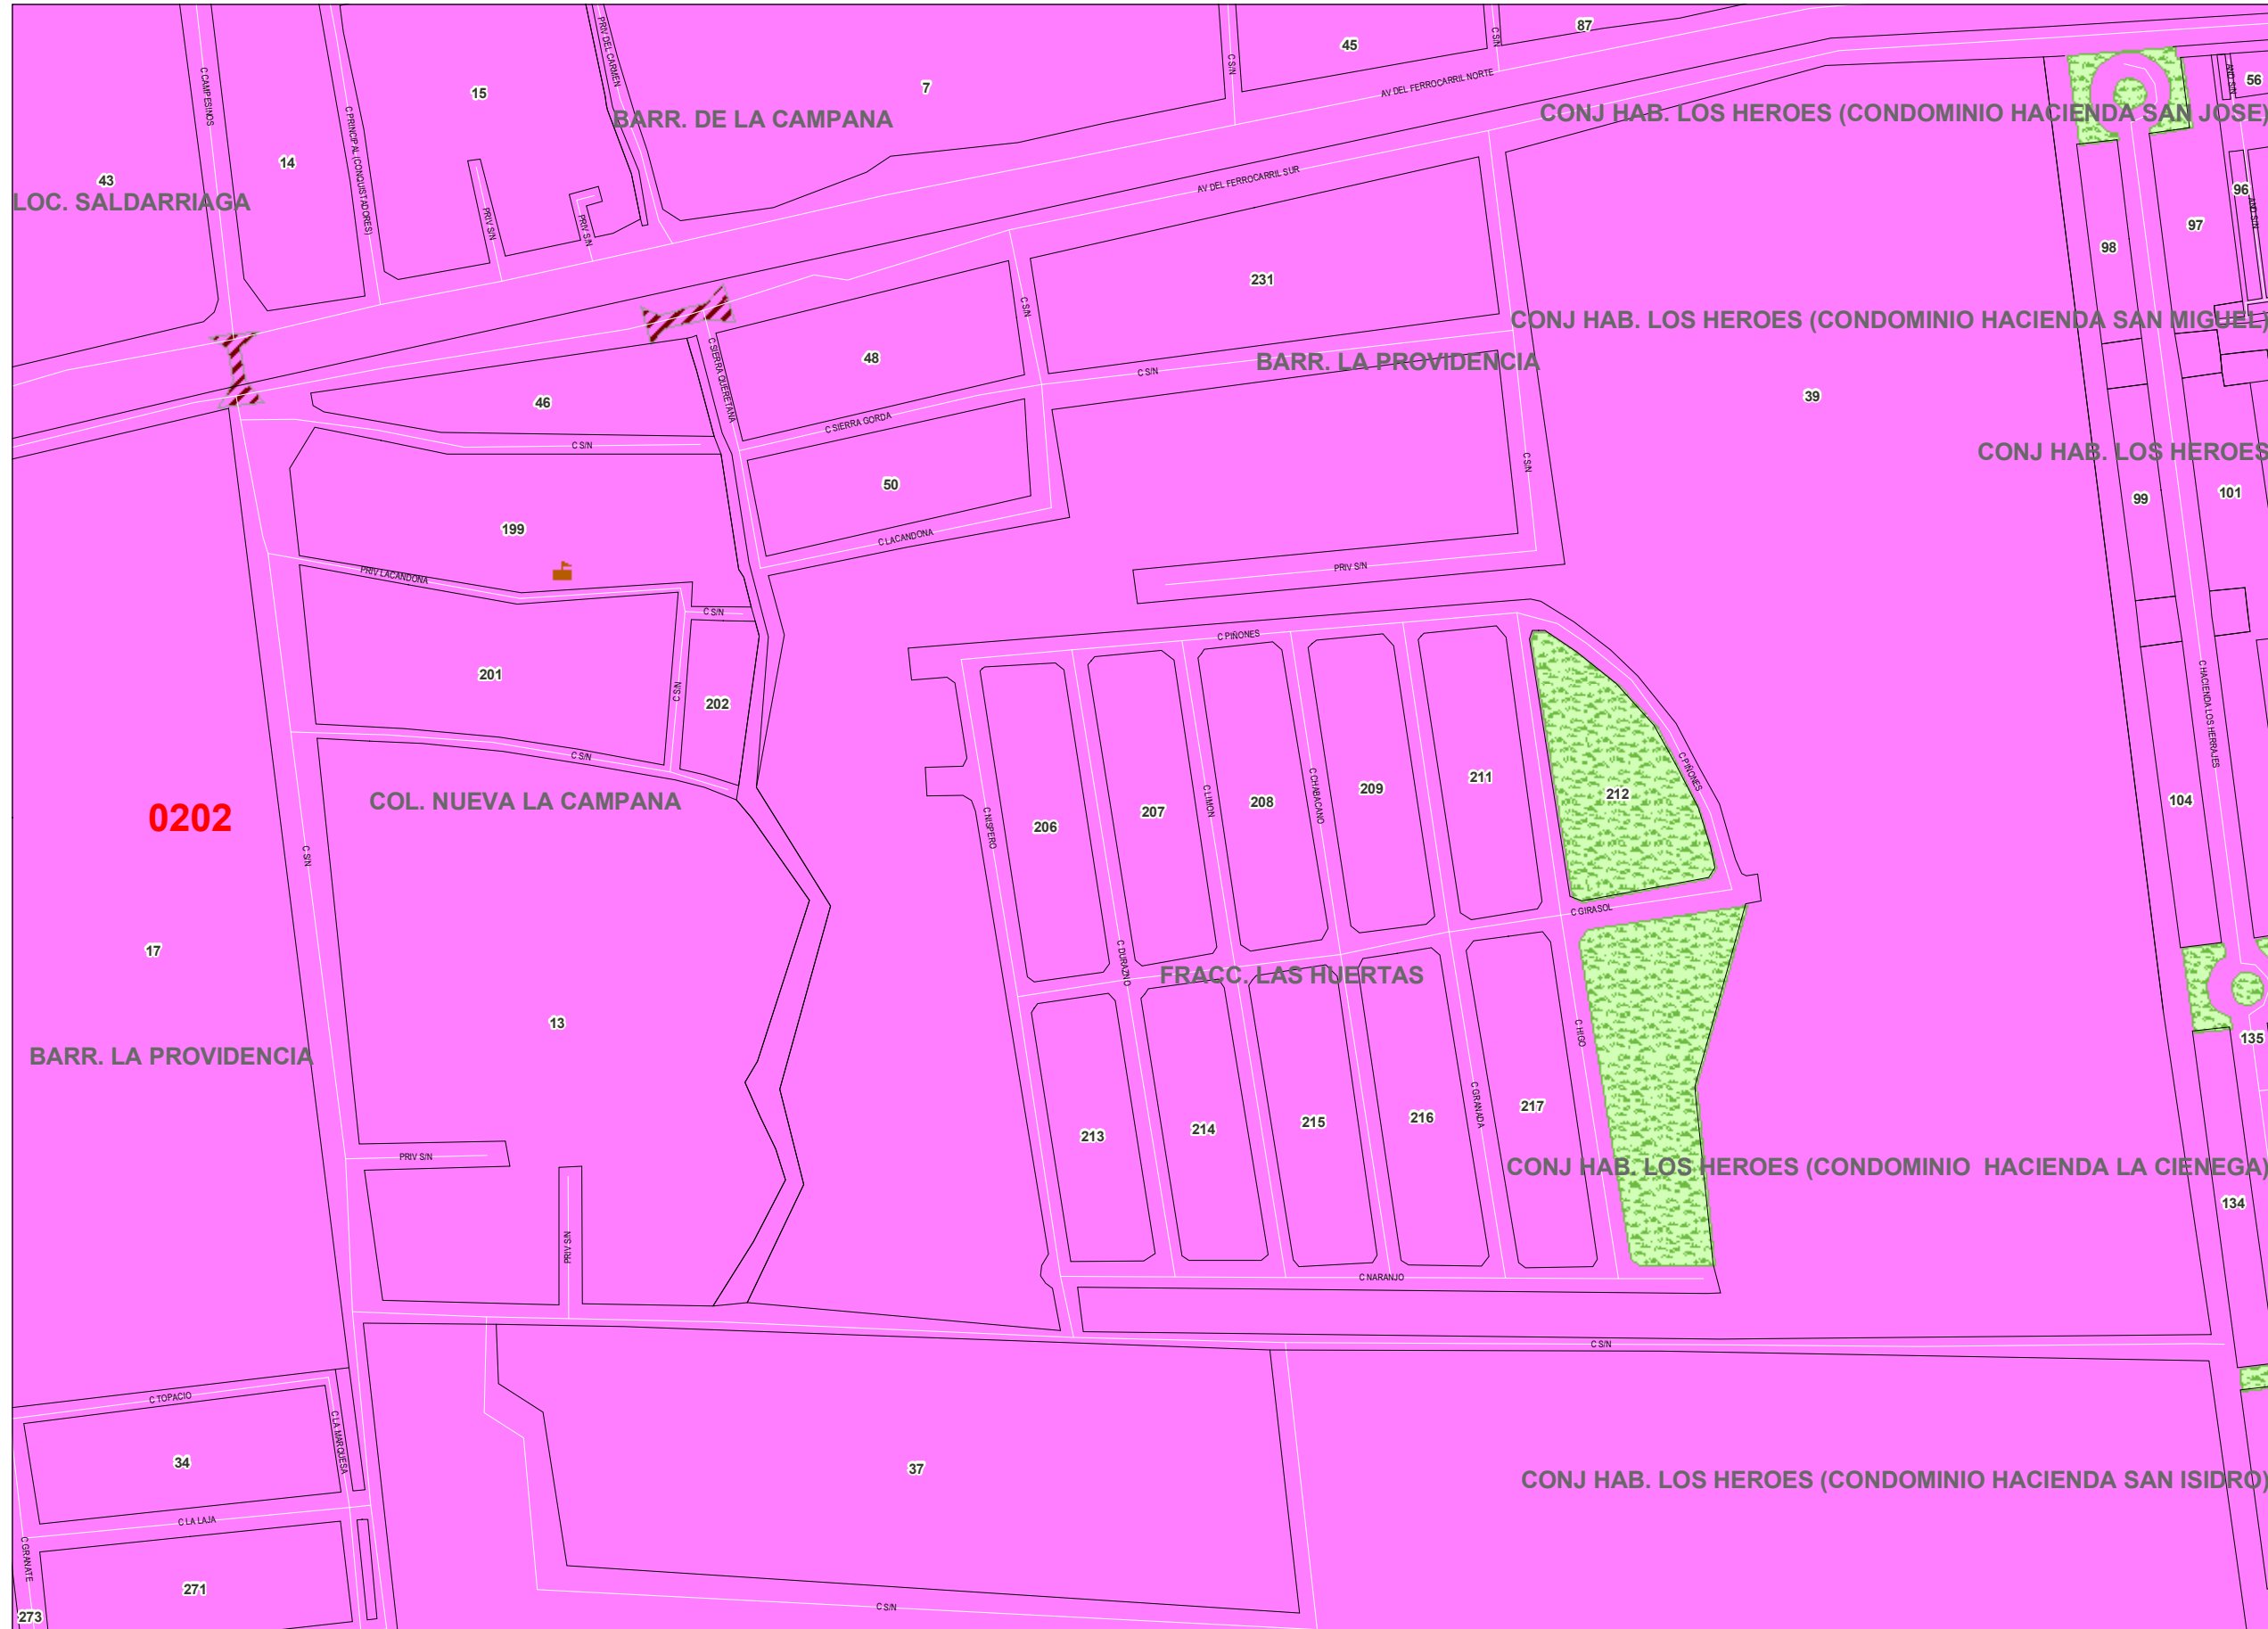 C CAMPESINOS
C PRINCIPAL (CONQUISTADORES)
PRIV DEL CARMEN
C S/N
C S/N
87
45
15
7
AV DEL FERROCARRIL NORTE
AND S/N
56
CONJ HAB. LOS HEROES (CONDOMINIO HACIENDA SAN JOSE)
BARR. DE LA CAMPANA
43
14
LOC. SALDARRIAGA
PRIV S/N
PRIV S/N
AV DEL FERROCARRIL SUR
96
AND S/N
97
98
231
C S/N
CONJ HAB. LOS HEROES (CONDOMINIO HACIENDA SAN MIGUEL)
48
C SIERRA QUERETANA
BARR. LA PROVIDENCIA
C S/N
39
46
C SIERRA GORDA
C S/N
C S/N
CONJ HAB. LOS HEROES
50
99
101
199
C LACANDONA
PRIV LACANDONA
PRIV S/N
C S/N
C PIÑONES
201
C S/N
202
C HACIENDA LOS HERRAJES
C S/N
C PIÑONES
211
209
208
207
206
212
C LIMON
C CHABACANO
C NISPERO
COL. NUEVA LA CAMPANA
0202
104
C S/N
C GIRASOL
17
C DURAZNO
FRACC. LAS HUERTAS
13
C HIGO
135
BARR. LA PROVIDENCIA
C GRANADA
213
214
215
216
217
PRIV S/N
CONJ HAB. LOS HEROES (CONDOMINIO HACIENDA LA CIENEGA)
134
PRIV S/N
C NARANJO
C S/N
C TOPACIO
C LA MARQUESA
34
37
CONJ HAB. LOS HEROES (CONDOMINIO HACIENDA SAN ISIDRO)
C LA LAJA
C GRANATE
271
C S/N
273